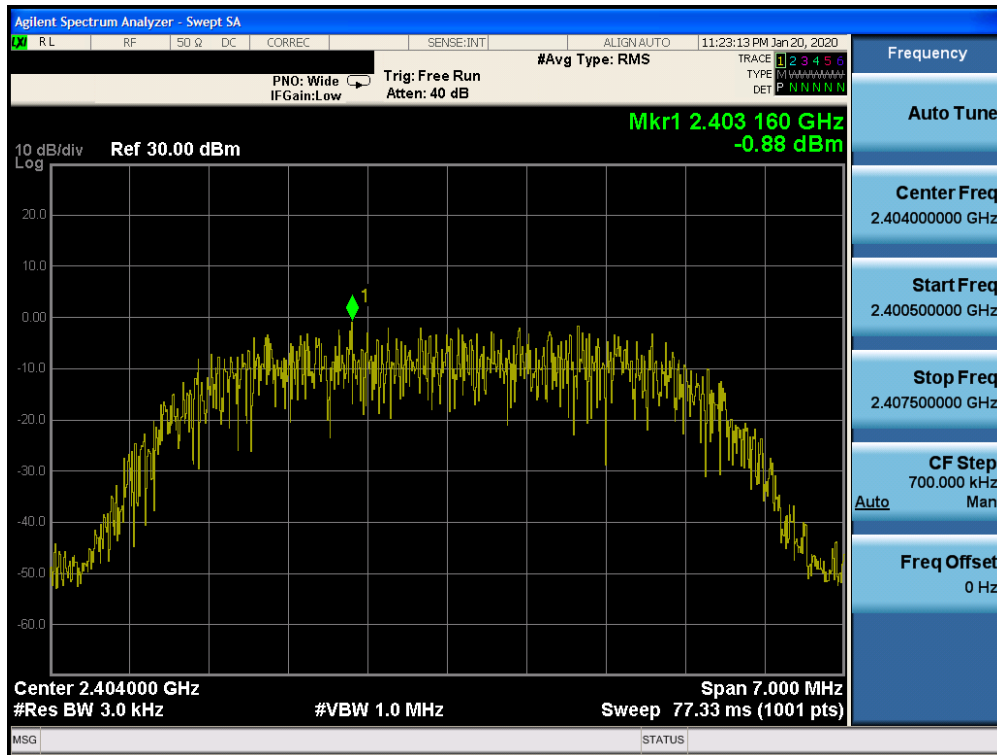 Agilent Spectrum Analyzer - Swept SA
LXI RL RF 50 Ω DC CORREC SENSE:INT ALIGN AUTO 11:23:13 PM Jan 20, 2020
Frequency
#Avg Type: RMS
TRACE 1 2 3 4 5 6
PNO: Wide
Trig: Free Run
TYPE M WWWWW
IFGain:Low
Atten: 40 dB
DET P N N N N N
Auto Tune
Mkr1 2.403 160 GHz
-0.88 dBm
10 dB/div Ref 30.00 dBm
Log
20.0
10.0
0.00
-10.0
-20.0
-30.0
-40.0
-50.0
-60.0
1
Center Freq
2.404000000 GHz
Start Freq
2.400500000 GHz
Stop Freq
2.407500000 GHz
CF Step
700.000 kHz
Auto Man
Freq Offset
0 Hz
Center 2.404000 GHz Span 7.000 MHz
#Res BW 3.0 kHz #VBW 1.0 MHz Sweep 77.33 ms (1001 pts)
MSG STATUS